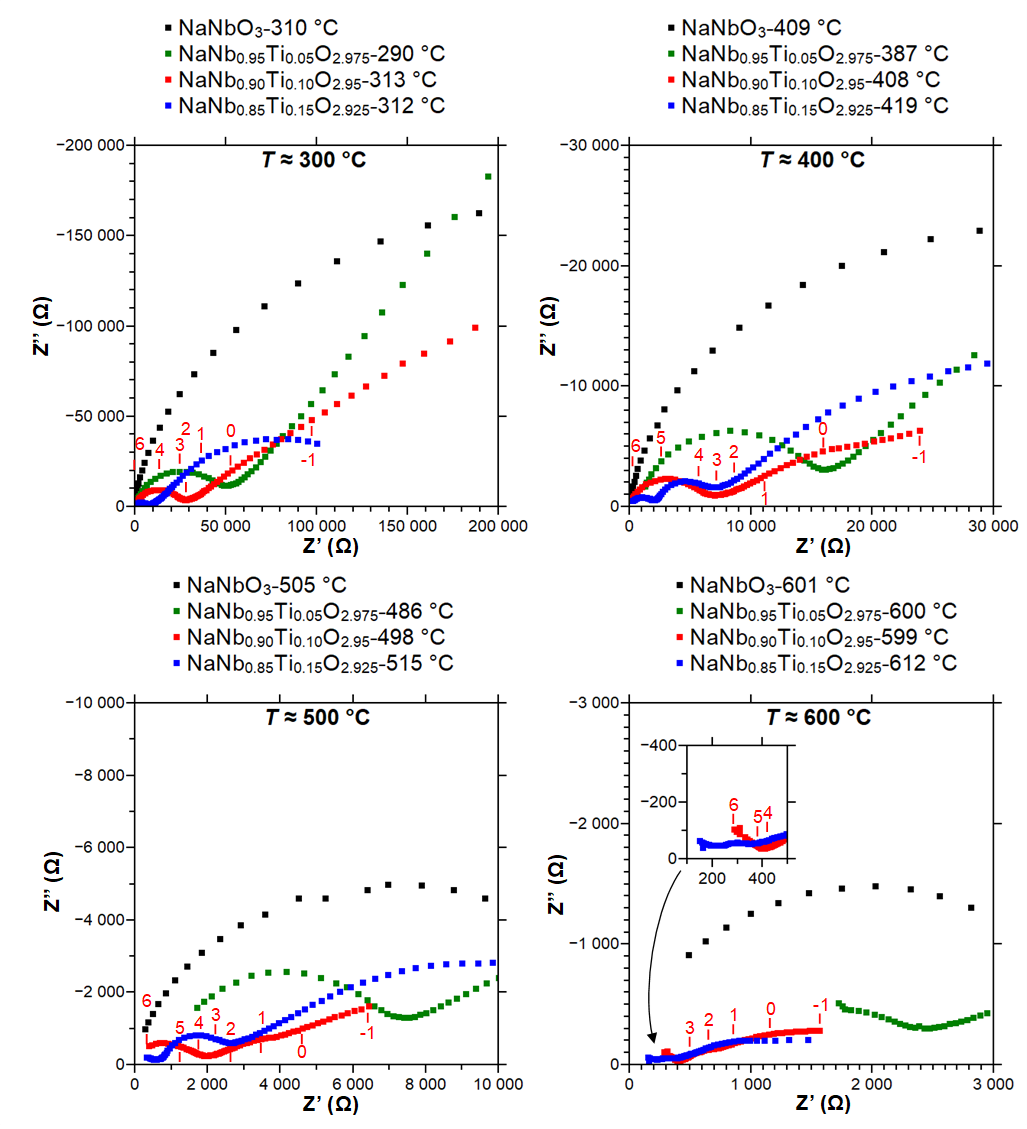 NaNbO₃-310 °C
NaNb₀.₉₅Ti₀.₀₅O₂.₉₇₅-290 °C
NaNb₀.₉₀Ti₀.₁₀O₂.₉₅-313 °C
NaNb₀.₈₅Ti₀.₁₅O₂.₉₂₅-312 °C
T ≈ 300 °C
−200 000
−150 000
−100 000
−50 000
0
Z’’ (Ω)
6
4
3
2
1
0
-1
0
50 000
100 000
150 000
200 000
Z’ (Ω)
NaNbO₃-409 °C
NaNb₀.₉₅Ti₀.₀₅O₂.₉₇₅-387 °C
NaNb₀.₉₀Ti₀.₁₀O₂.₉₅-408 °C
NaNb₀.₈₅Ti₀.₁₅O₂.₉₂₅-419 °C
T ≈ 400 °C
−30 000
−20 000
−10 000
0
Z’’ (Ω)
6
5
4
3
2
1
0
-1
0
10 000
20 000
30 000
Z’ (Ω)
NaNbO₃-505 °C
NaNb₀.₉₅Ti₀.₀₅O₂.₉₇₅-486 °C
NaNb₀.₉₀Ti₀.₁₀O₂.₉₅-498 °C
NaNb₀.₈₅Ti₀.₁₅O₂.₉₂₅-515 °C
T ≈ 500 °C
−10 000
−8 000
−6 000
−4 000
−2 000
0
Z’’ (Ω)
6
5
4
3
2
1
0
-1
0
2 000
4 000
6 000
8 000
10 000
Z’ (Ω)
NaNbO₃-601 °C
NaNb₀.₉₅Ti₀.₀₅O₂.₉₇₅-600 °C
NaNb₀.₉₀Ti₀.₁₀O₂.₉₅-599 °C
NaNb₀.₈₅Ti₀.₁₅O₂.₉₂₅-612 °C
T ≈ 600 °C
−3 000
−2 000
−1 000
0
Z’’ (Ω)
−400
−200
0
6
5
4
200
400
3
2
1
0
-1
0
1 000
2 000
3 000
Z’ (Ω)